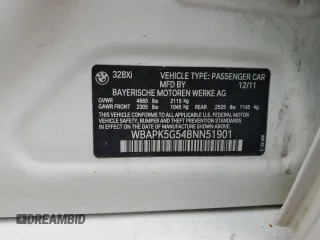 BMW
328Xi
VEHICLE TYPE: PASSENGER CAR
MFD BY 12/11
BAYERISCHE MOTOREN WERKE AG
GVWR 4665 lbs 2115 kg
GAWR FRONT 2305 lbs 1045 kg REAR 2525 lbs 1145 kg
THIS VEHICLE CONFORMS TO ALL APPLICABLE U.S. FEDERAL MOTOR
VEHICLE SAFETY, BUMPER, AND THEFT PREVENTION STANDARDS
IN EFFECT ON THE DATE OF MANUFACTURE SHOWN ABOVE.
WBAPK5G54BNN51901
AUTOBIDMASTER